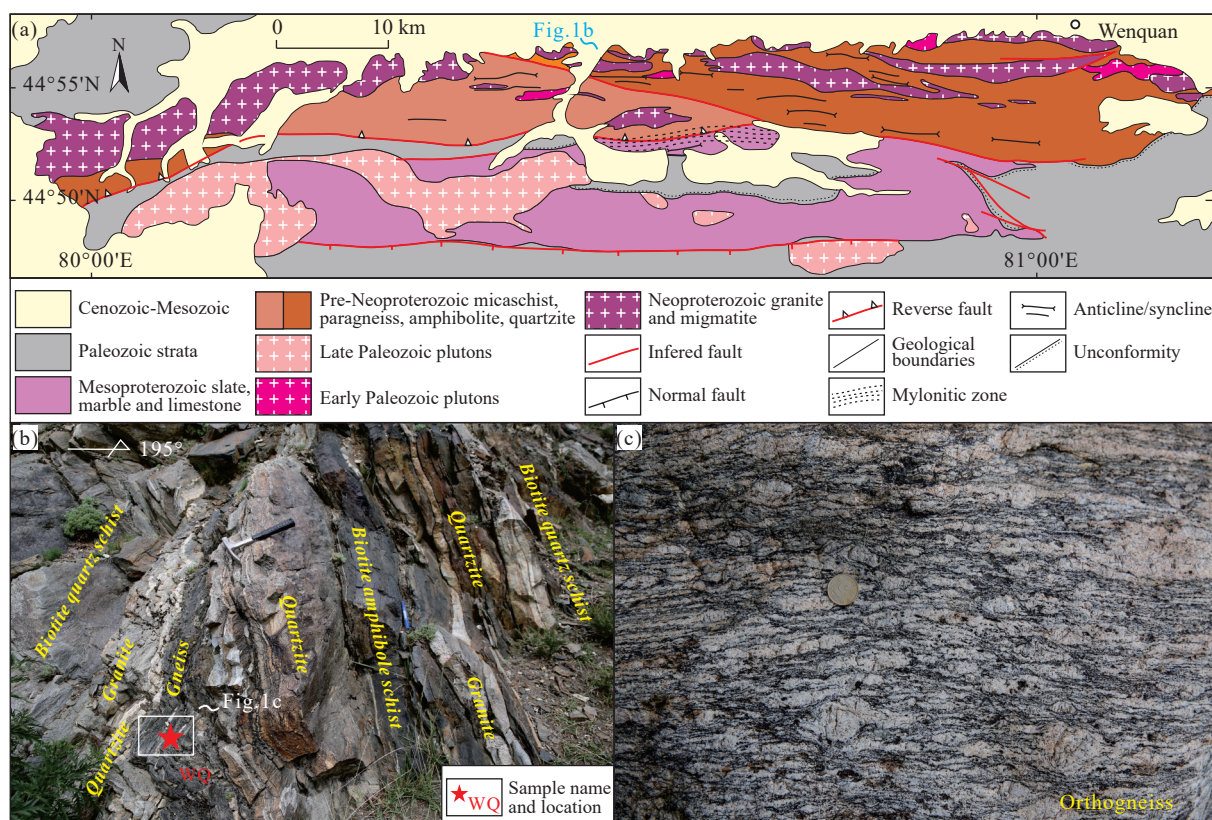 (a)
0 10 km
Fig.1b
Wenquan
N
44°55'N
44°50'N
80°00'E
81°00'E
Cenozoic-Mesozoic
Paleozoic strata
Mesoproterozoic slate,
marble and limestone
Pre-Neoproterozoic micaschist,
paragneiss, amphibolite, quartzite
Late Paleozoic plutons
Early Paleozoic plutons
Neoproterozoic granite
and migmatite
Infered fault
Normal fault
Reverse fault
Geological
boundaries
Mylonitic zone
Anticline/syncline
Unconformity
(b)
195°
Biotite quartz schist
Granite
Quartzite
Gneiss
Quartzite
Biotite amphibole schist
Quartzite
Granite
Biotite quartz schist
Fig.1c
WQ
WQ
Sample name
and location
(c)
Orthogneiss